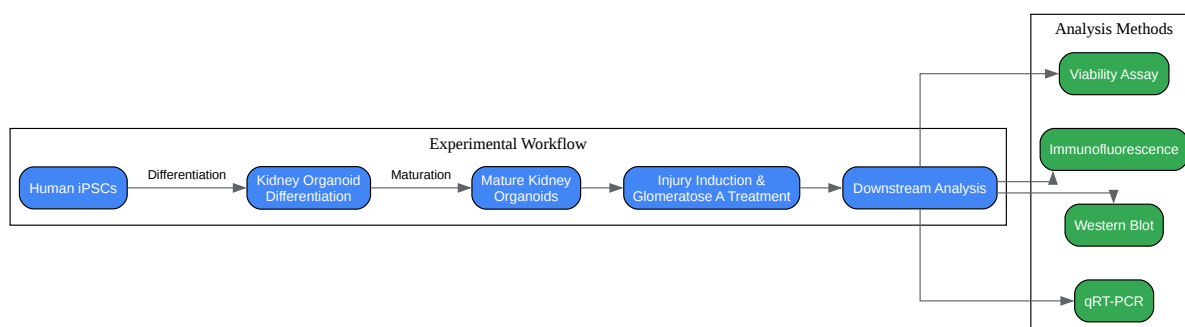 Analysis Methods
Viability Assay
Experimental Workflow
Human iPSCs
Differentiation
Kidney Organoid
Differentiation
Maturation
Mature Kidney
Organoids
Injury Induction &
Glomeratose A Treatment
Downstream Analysis
Immunofluorescence
Western Blot
qRT-PCR